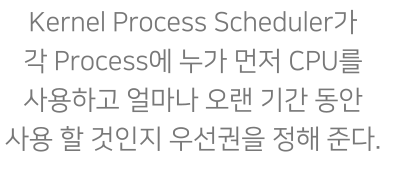 Kernel Process Scheduler가
각 Process에 누가 먼저 CPU를
사용하고 얼마나 오랜 기간 동안
사용 할 것인지 우선권을 정해 준다.